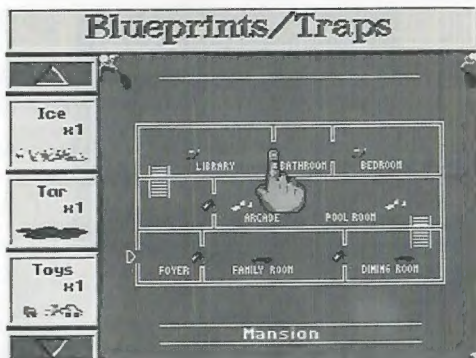 Blueprints/Traps
Ice
x1
Tar
x1
Toys
x1
LIBRARY BATHROOM BEDROOM
ARCADE POOL ROOM
FOYER FAMILY ROOM DINING ROOM
Mansion